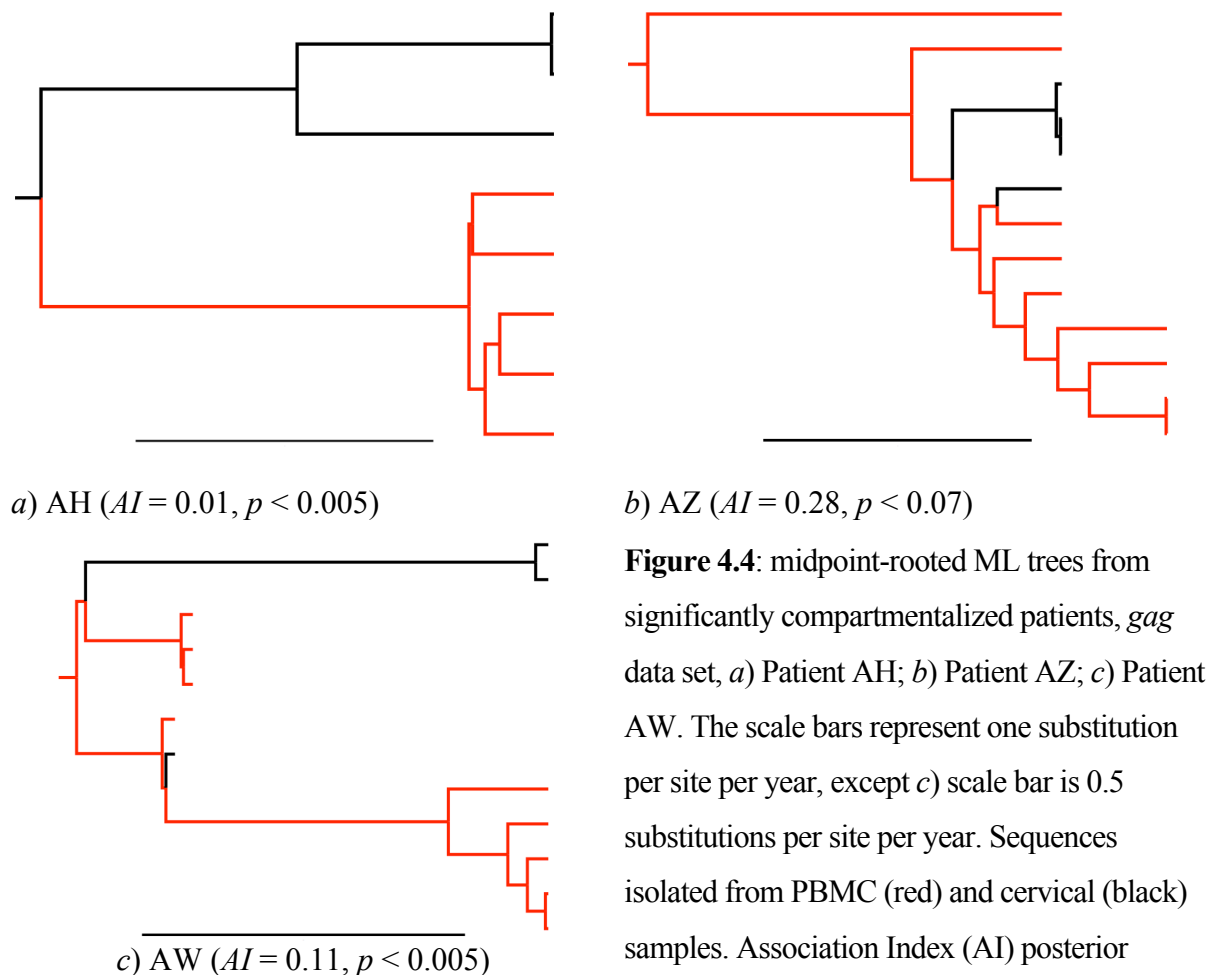 a) AH (AI = 0.01, p < 0.005)
b) AZ (AI = 0.28, p < 0.07)
c) AW (AI = 0.11, p < 0.005)
Figure 4.4: midpoint-rooted ML trees from
significantly compartmentalized patients, gag
data set, a) Patient AH; b) Patient AZ; c) Patient
AW. The scale bars represent one substitution
per site per year, except c) scale bar is 0.5
substitutions per site per year. Sequences
isolated from PBMC (red) and cervical (black)
samples. Association Index (AI) posterior